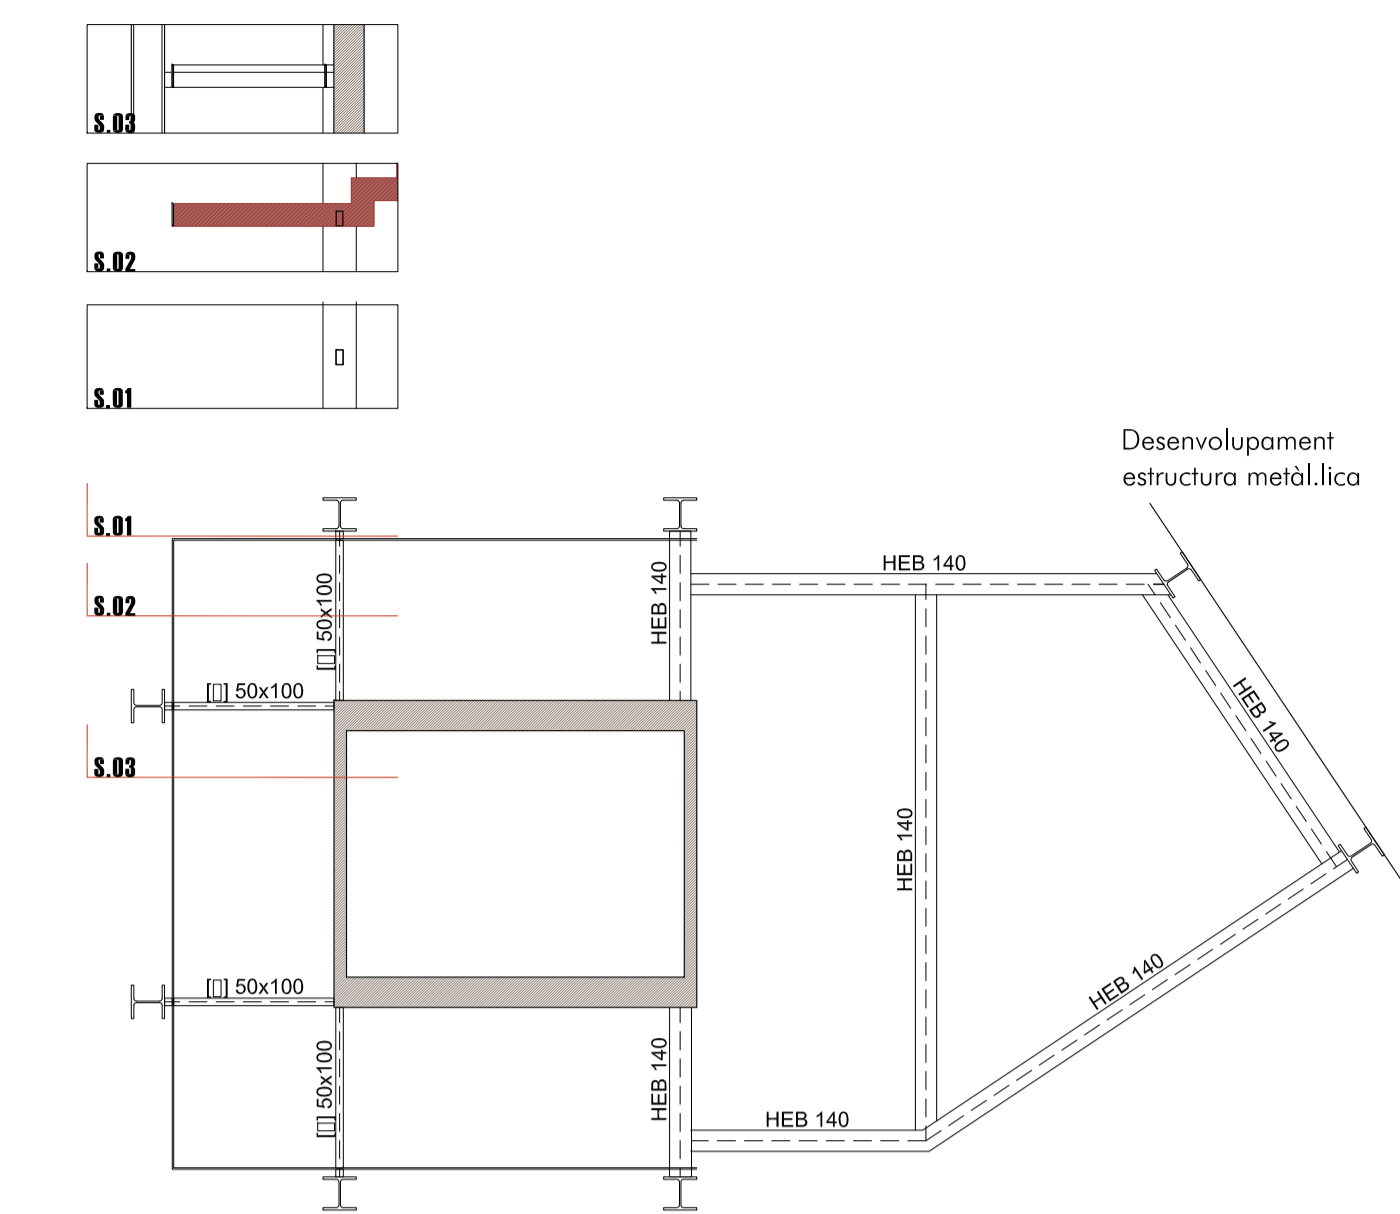 S.03
S.02
S.01
Desenvolupament
estructura metàl.lica
S.01
HEB 140
HEB 140
[▯] 50x100
S.02
[▯] 50x100
HEB 140
S.03
HEB 140
HEB 140
[▯] 50x100
[▯] 50x100
HEB 140
HEB 140